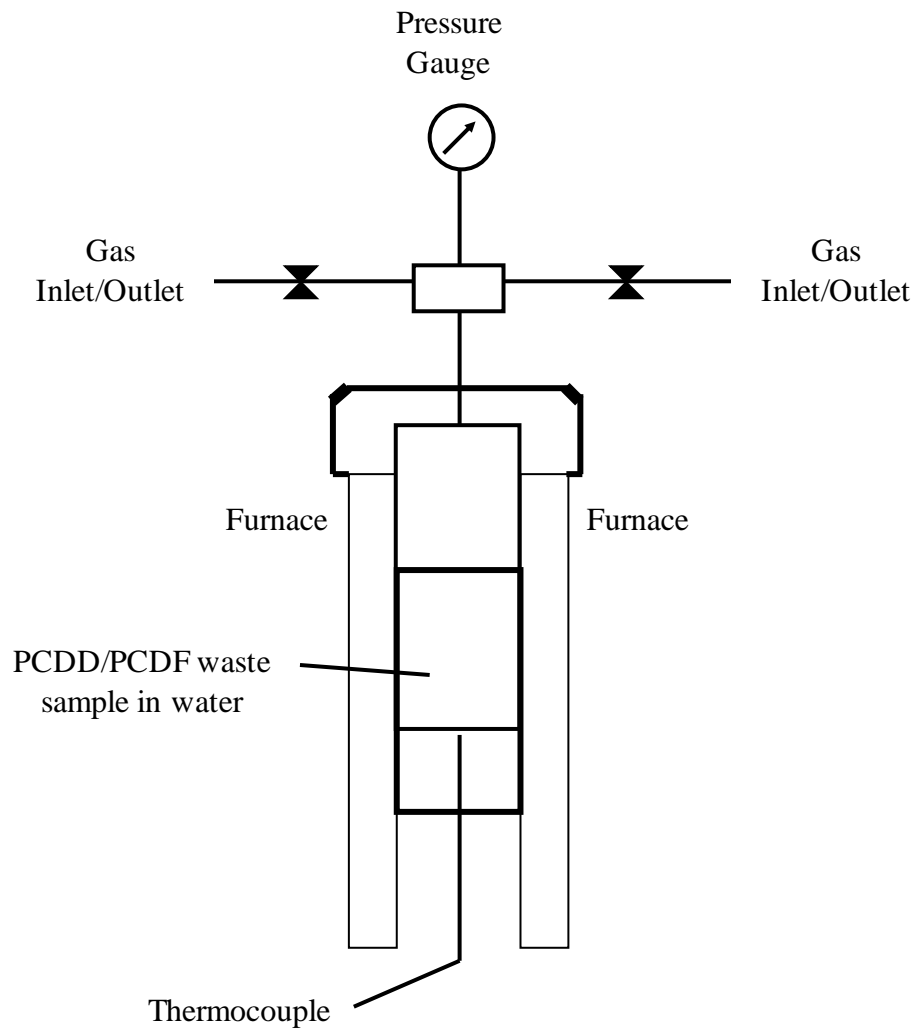 Pressure
Gauge
Gas
Inlet/Outlet
Gas
Inlet/Outlet
Furnace
Furnace
PCDD/PCDF waste
sample in water
Thermocouple